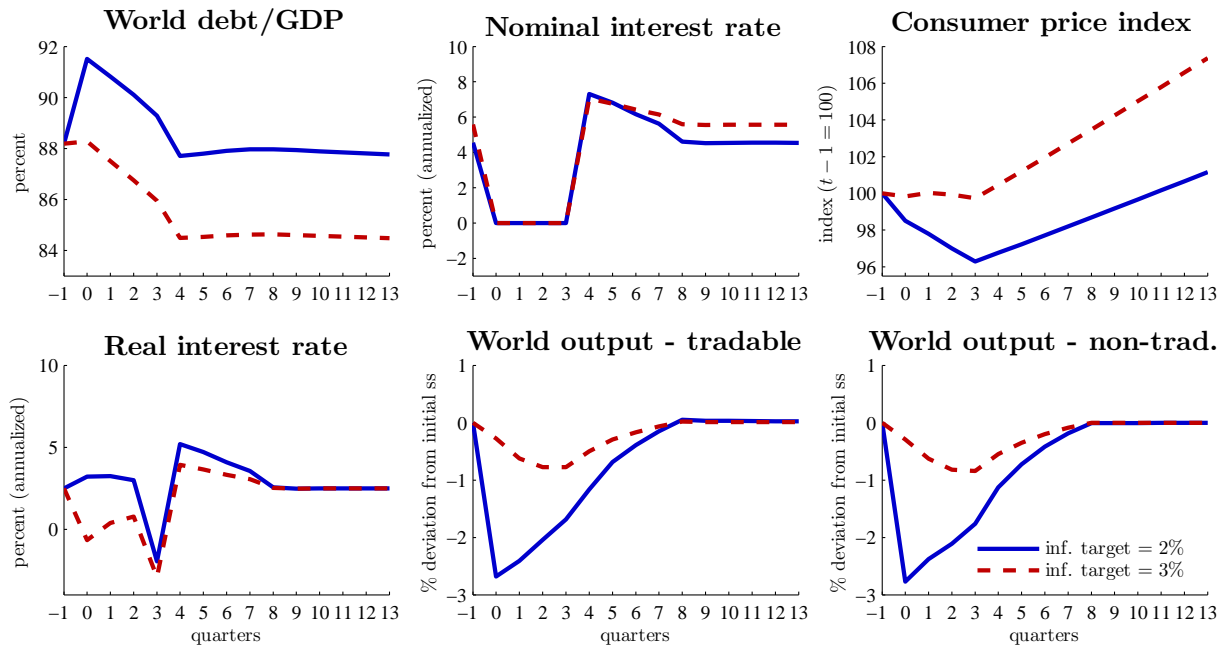 World debt/GDP
percent
92
90
88
86
84
−1 0 1 2 3 4 5 6 7 8 9 10 11 12 13
Nominal interest rate
percent (annualized)
10
8
6
4
2
0
−2
−1 0 1 2 3 4 5 6 7 8 9 10 11 12 13
Consumer price index
index (t − 1 = 100)
108
106
104
102
100
98
96
−1 0 1 2 3 4 5 6 7 8 9 10 11 12 13
Real interest rate
percent (annualized)
10
5
0
−1 0 1 2 3 4 5 6 7 8 9 10 11 12 13
quarters
World output - tradable
% deviation from initial ss
1
0
−1
−2
−3
−1 0 1 2 3 4 5 6 7 8 9 10 11 12 13
quarters
World output - non-trad.
% deviation from initial ss
1
0
−1
−2
−3
inf. target = 2%
inf. target = 3%
−1 0 1 2 3 4 5 6 7 8 9 10 11 12 13
quarters